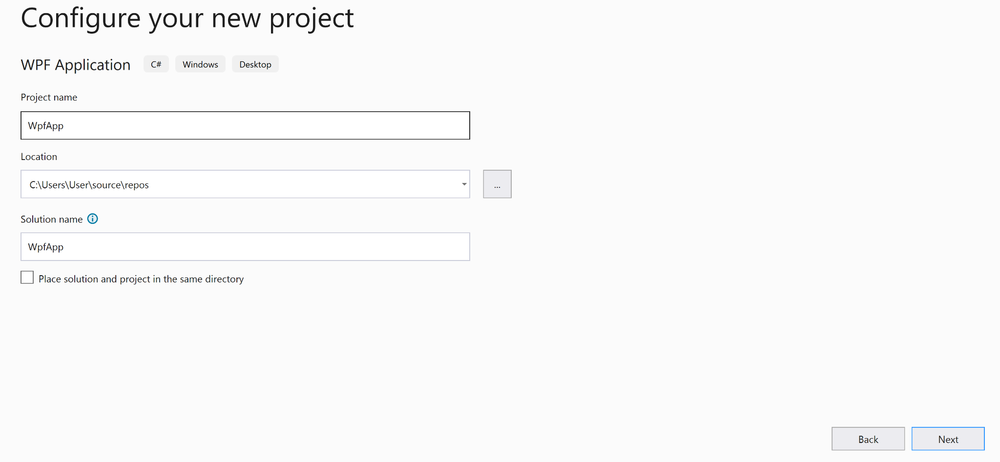 Configure your new project
WPF Application C# Windows Desktop
Project name
WpfApp
Location
C:\Users\User\source\repos
...
Solution name
WpfApp
Place solution and project in the same directory
Back Next